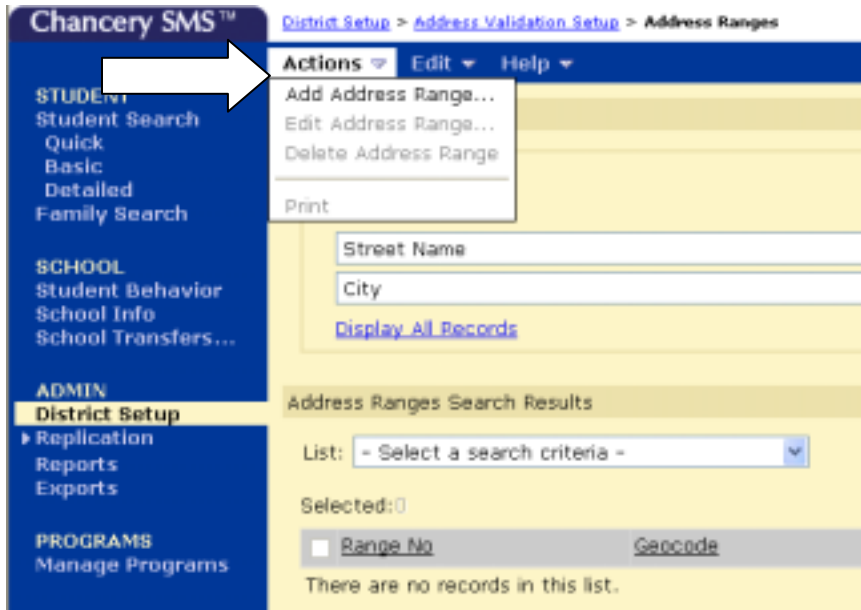 Chancery SMS™
District Setup > Address Validation Setup > Address Ranges
Actions Edit Help
Add Address Range...
Edit Address Range...
Delete Address Range
Print
STUDENT
Student Search
Quick
Basic
Detailed
Family Search
SCHOOL
Student Behavior
School Info
School Transfers...
ADMIN
District Setup
Replication
Reports
Exports
PROGRAMS
Manage Programs
Street Name
City
Display All Records
Address Ranges Search Results
List: - Select a search criteria -
Selected:0
Range No Geocode
There are no records in this list.